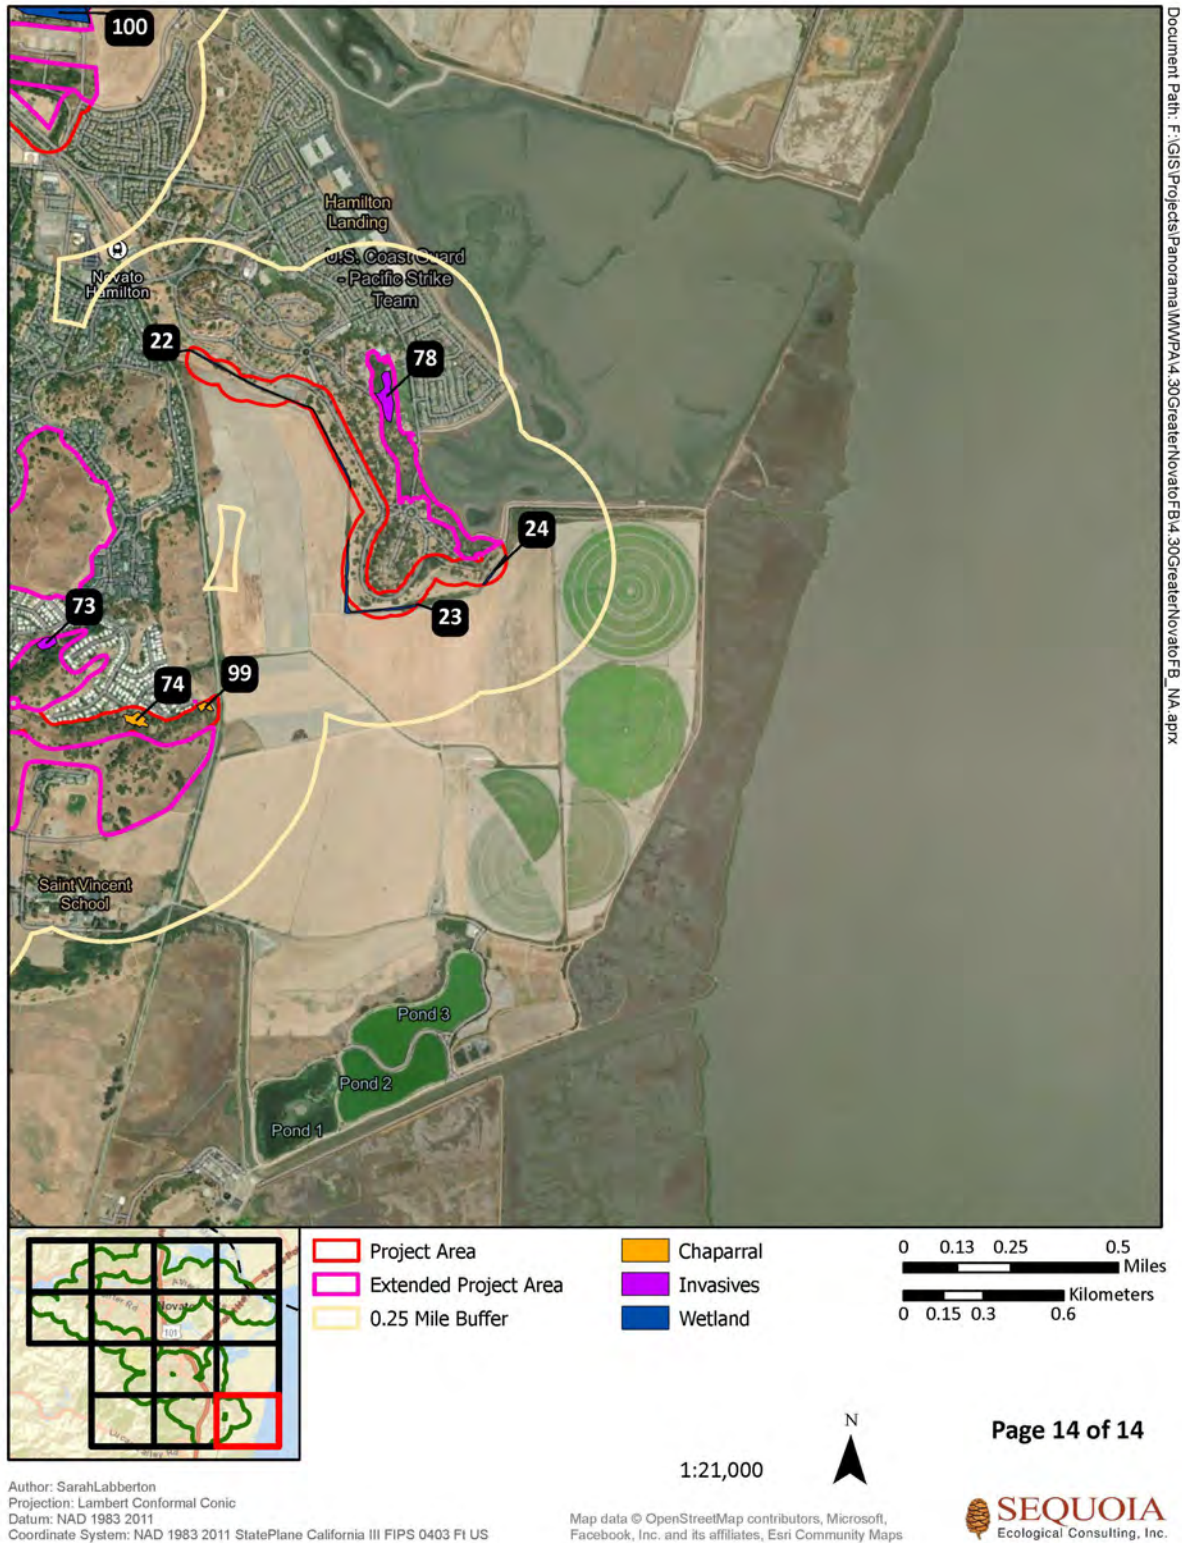 100
Hamilton
Landing
U.S. Coast Guard
- Pacific Strike
Team
Novato
Hamilton
22
78
24
23
73
74
99
Saint Vincent
School
Pond 3
Pond 2
Pond 1
Document Path: F:\GIS\Projects\Panorama\MWPA\4.30GreaterNovatoFB\4.30GreaterNovatoFB_NA.aprx
Novato
101
Project Area
Extended Project Area
0.25 Mile Buffer
Chaparral
Invasives
Wetland
0 0.13 0.25 0.5
Miles
Kilometers
0 0.15 0.3 0.6
N
1:21,000
Page 14 of 14
Author: SarahLabberton
Projection: Lambert Conformal Conic
Datum: NAD 1983 2011
Coordinate System: NAD 1983 2011 StatePlane California III FIPS 0403 Ft US
Map data © OpenStreetMap contributors, Microsoft,
Facebook, Inc. and its affiliates, Esri Community Maps
SEQUOIA
Ecological Consulting, Inc.